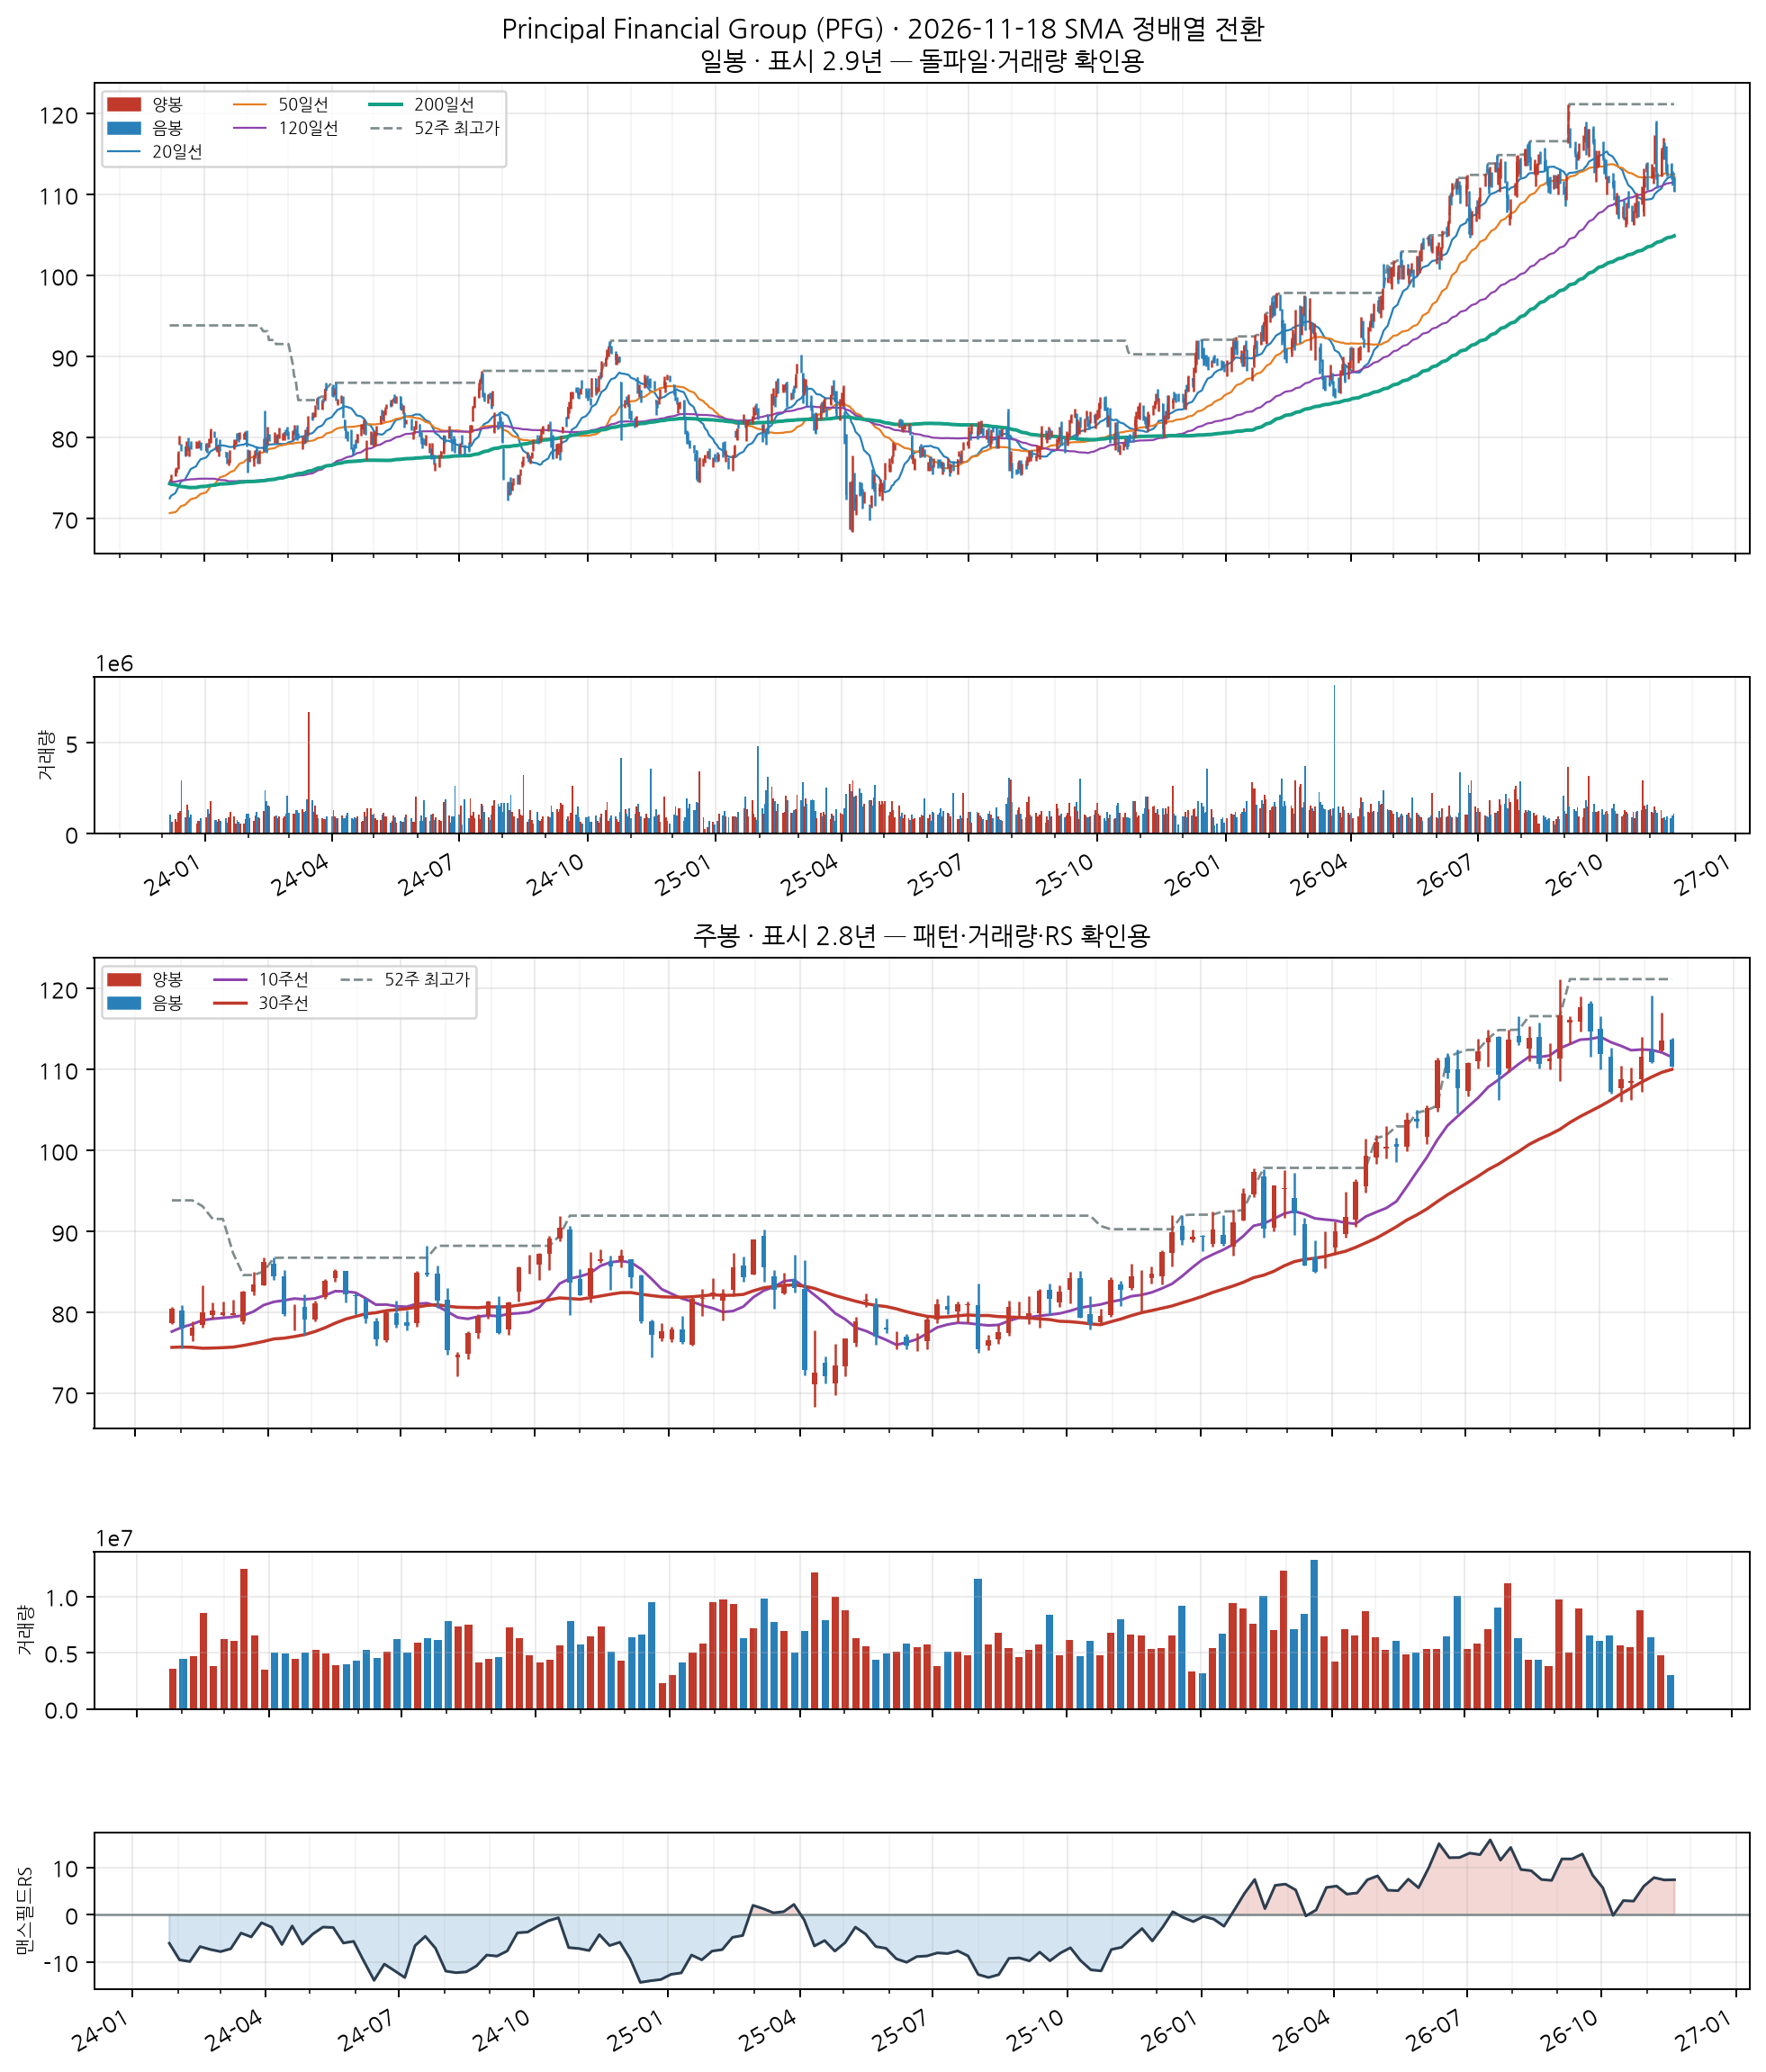 Principal Financial Group (PFG) · 2026-11-18 SMA 정배열 전환
일봉 · 표시 2.9년 — 돌파일·거래량 확인용
양봉
음봉
20일선
50일선
120일선
200일선
52주 최고가
120
110
100
90
80
70
1e6
거래량
5
0
24-01
24-04
24-07
24-10
25-01
25-04
25-07
25-10
26-01
26-04
26-07
26-10
27-01
주봉 · 표시 2.8년 — 패턴·거래량·RS 확인용
양봉
음봉
10주선
30주선
52주 최고가
120
110
100
90
80
70
1e7
거래량
1.0
0.5
0.0
맨스필드RS
10
0
-10
24-01
24-04
24-07
24-10
25-01
25-04
25-07
25-10
26-01
26-04
26-07
26-10
27-01